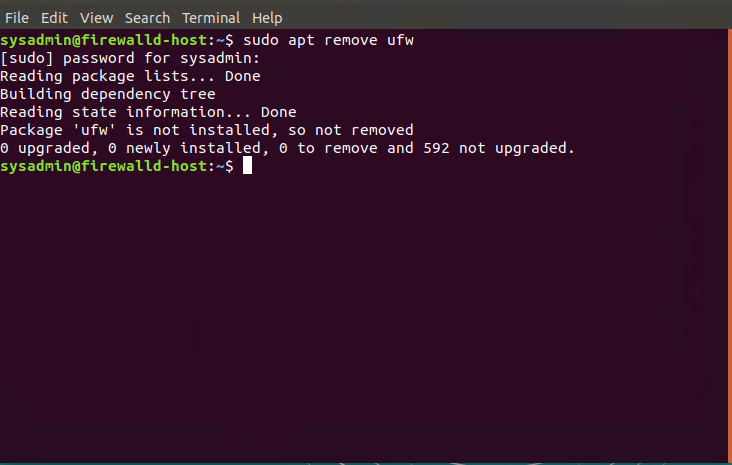 File Edit View Search Terminal Help
sysadmin@firewalld-host:~$ sudo apt remove ufw
[sudo] password for sysadmin:
Reading package lists... Done
Building dependency tree
Reading state information... Done
Package 'ufw' is not installed, so not removed
0 upgraded, 0 newly installed, 0 to remove and 592 not upgraded.
sysadmin@firewalld-host:~$